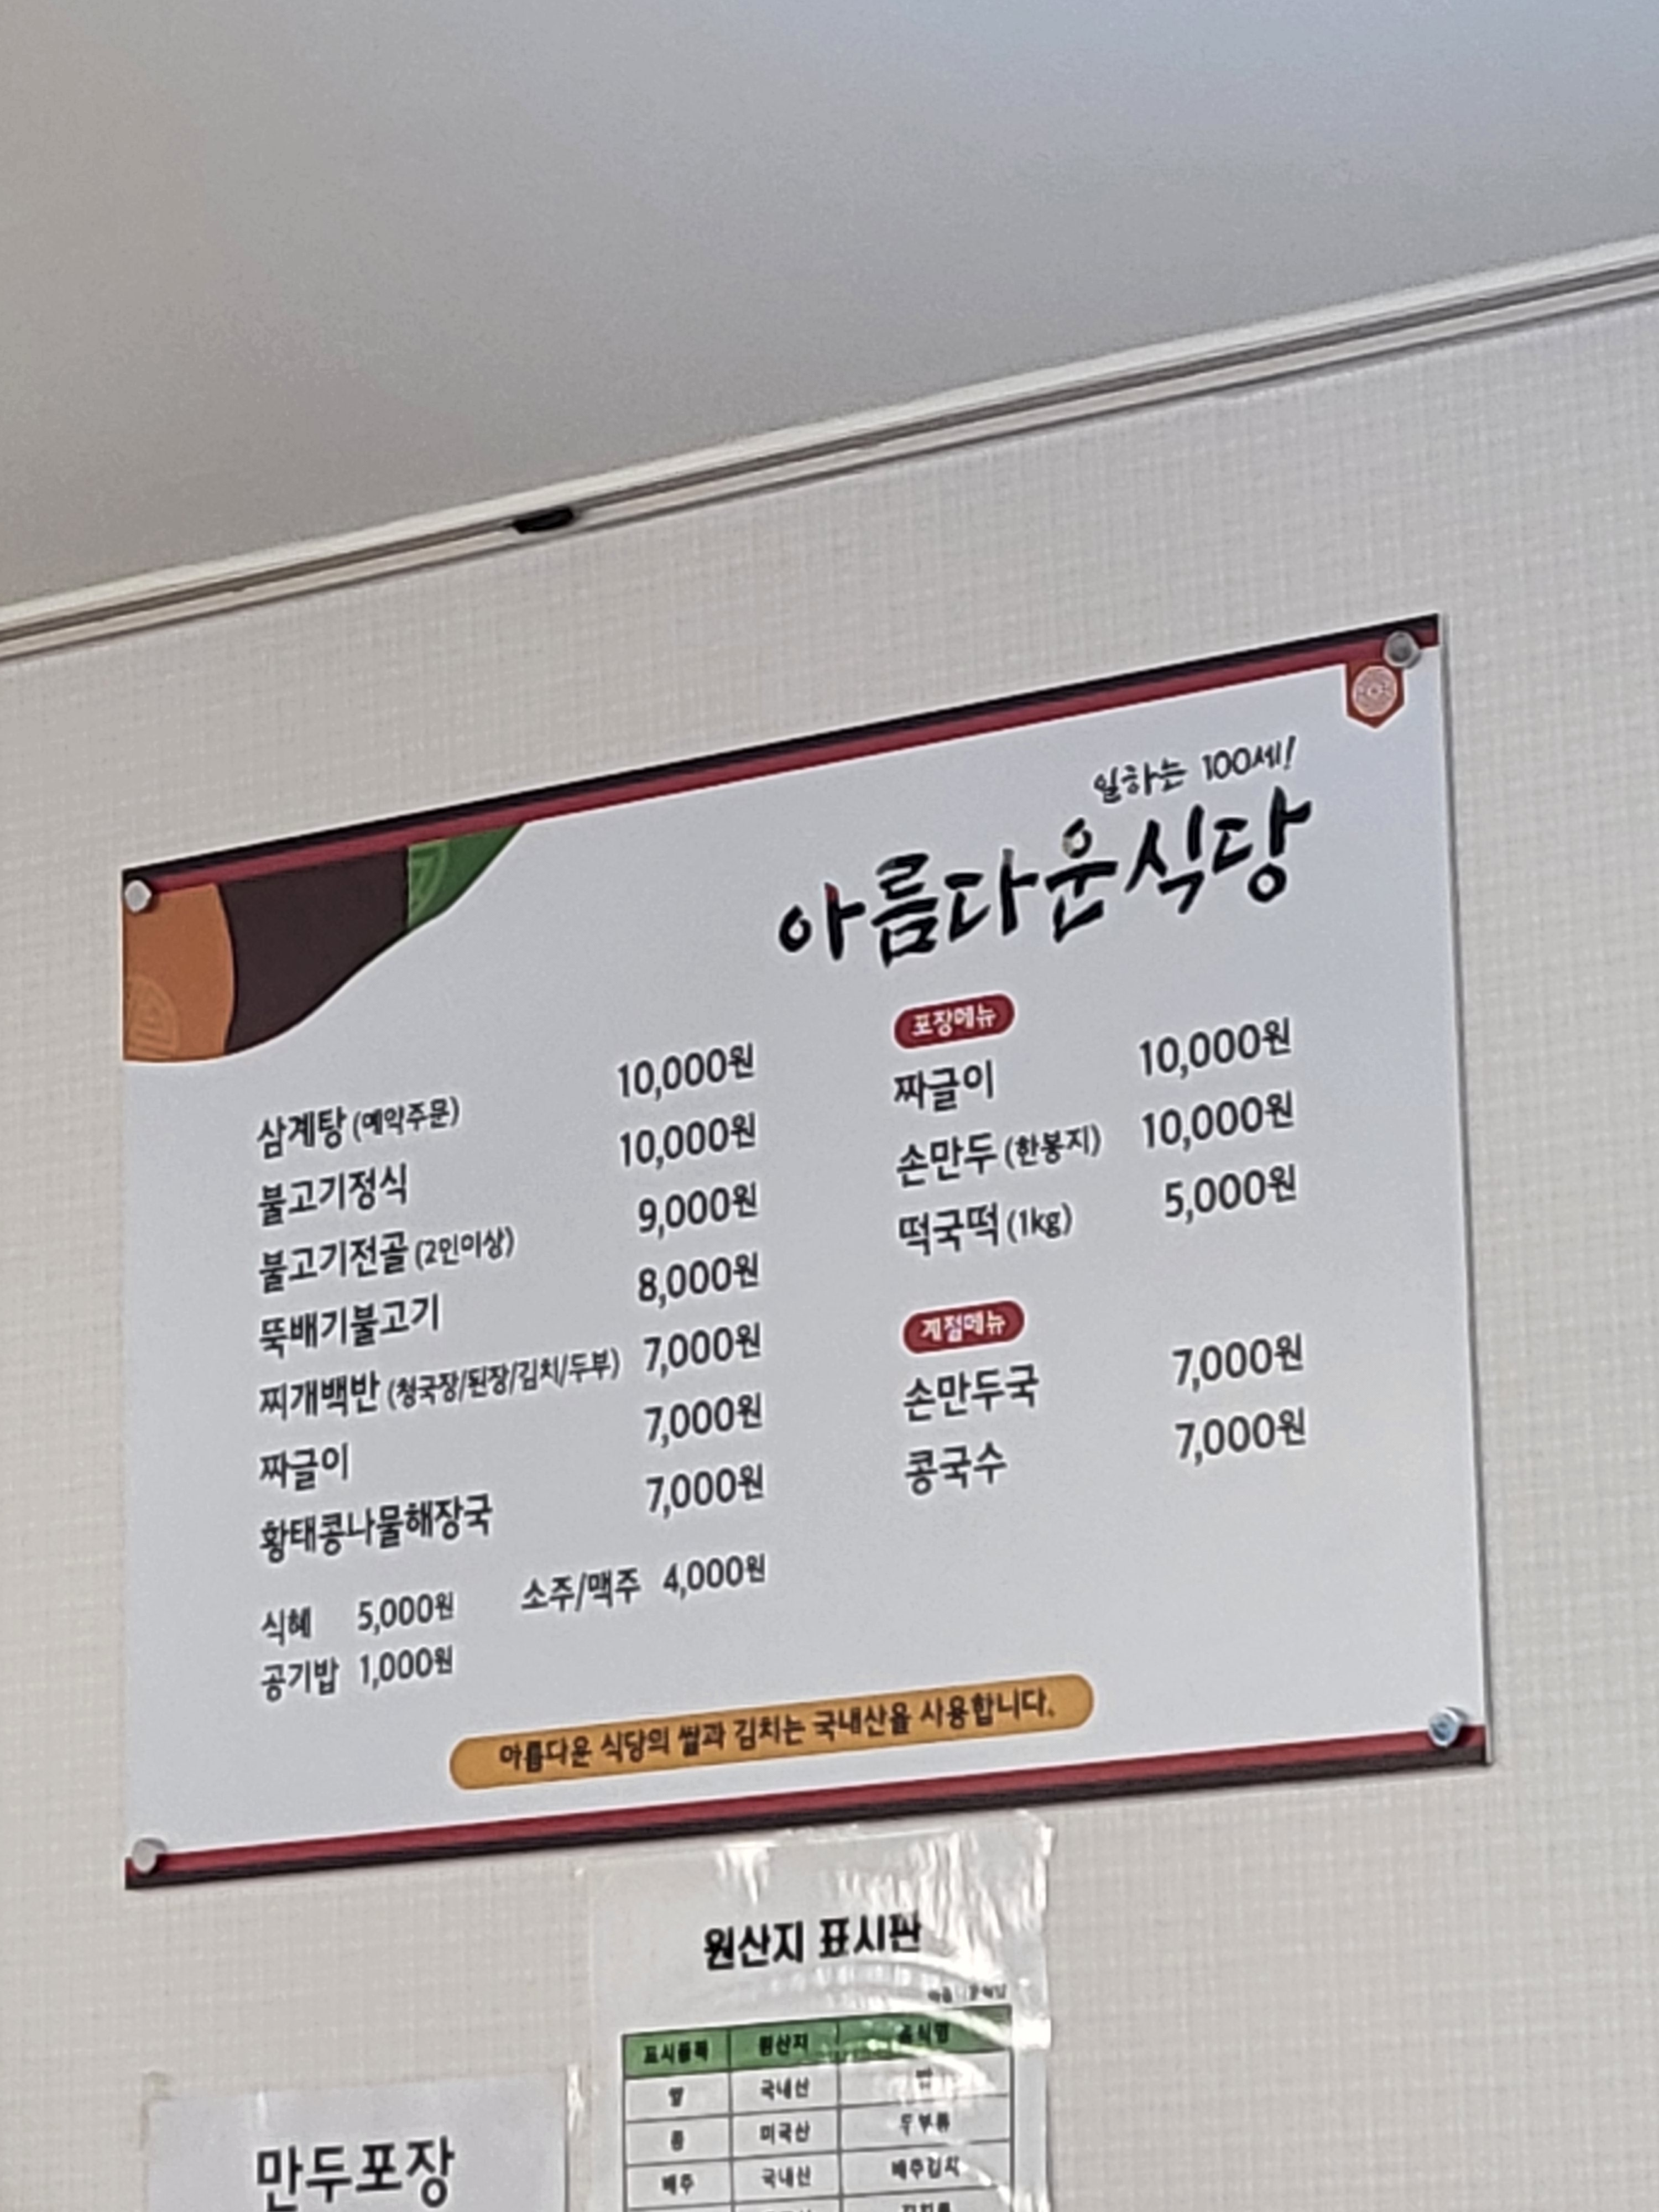 일하는 100세!
아름다운식당
삼계탕 (예약주문) 10,000원
불고기정식 10,000원
불고기전골 (2인이상) 9,000원
뚝배기불고기 8,000원
찌개백반 (청국장/된장/김치/두부) 7,000원
짜글이 7,000원
황태콩나물해장국 7,000원
식혜 5,000원 소주/맥주 4,000원
공기밥 1,000원
포장메뉴
짜글이 10,000원
손만두 (한봉지) 10,000원
떡국떡 (1kg) 5,000원
계절메뉴
손만두국 7,000원
콩국수 7,000원
아름다운 식당의 쌀과 김치는 국내산을 사용합니다.
원산지 표시판
표시품목 원산지 음식명
쌀 국내산 밥
콩 미국산 두부류
배추 국내산 배추김치
만두포장